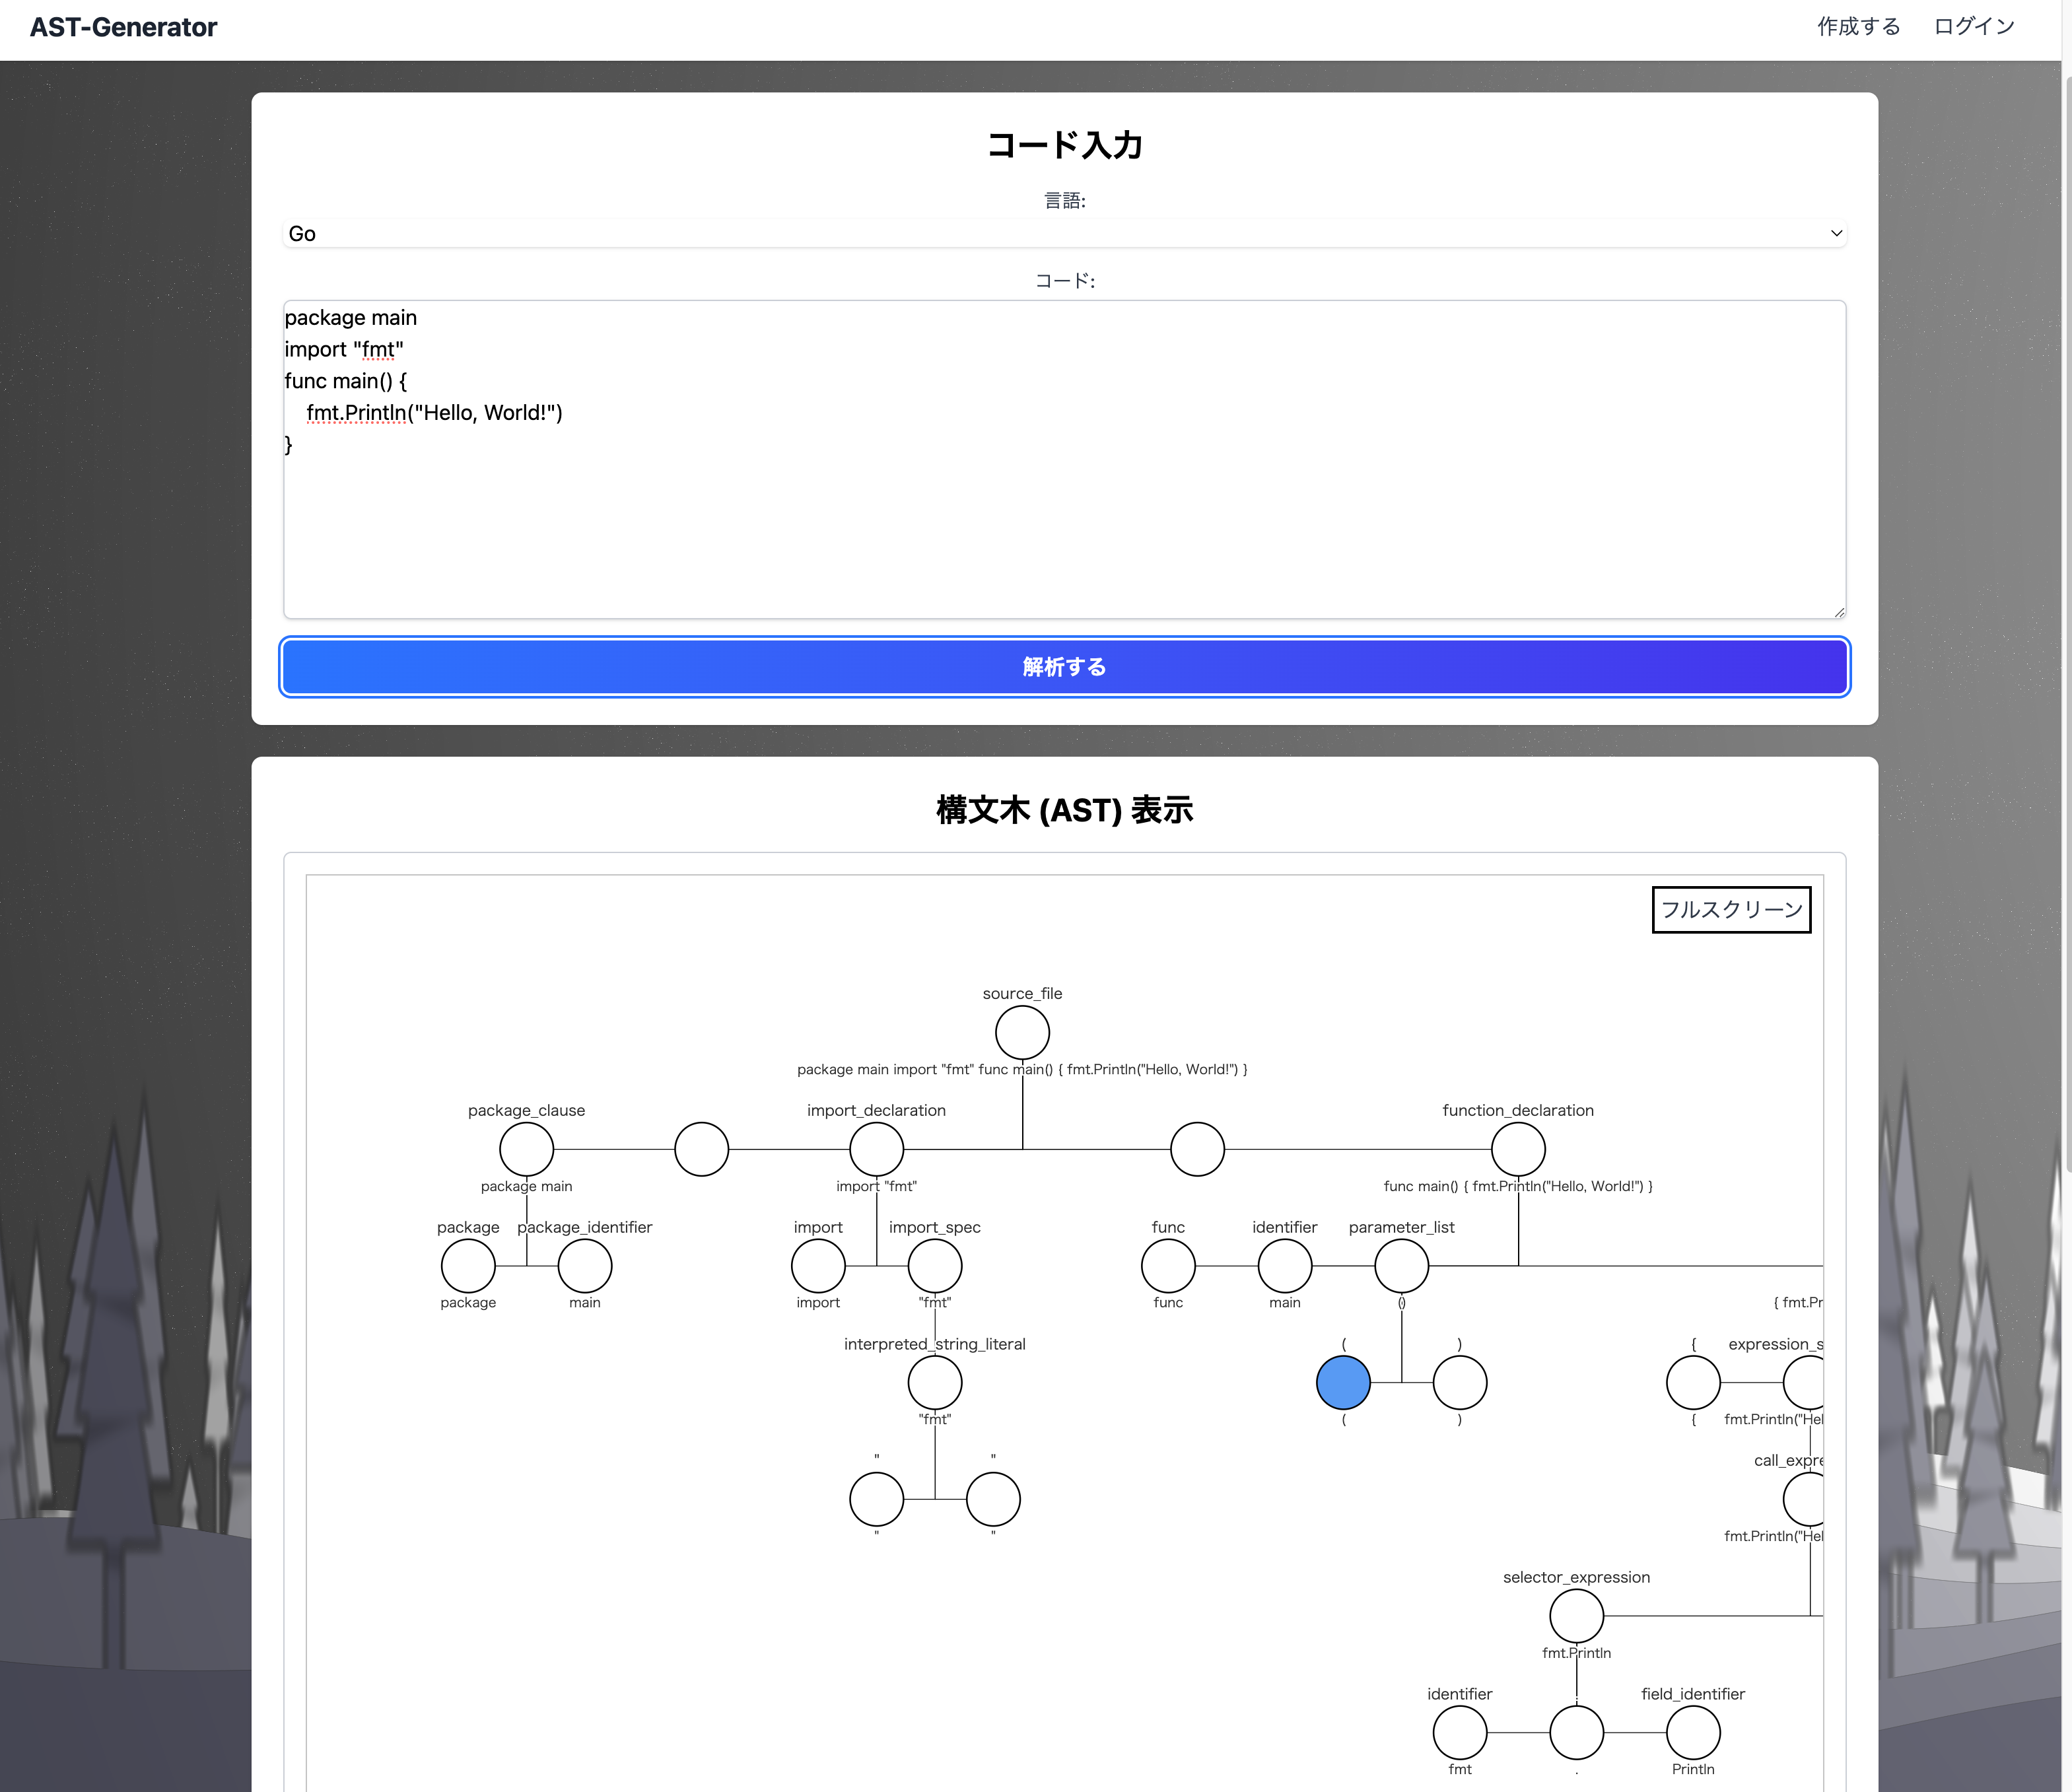 AST-Generator
作成する
ログイン
コード入力
言語:
Go
コード:
package main
import "fmt"
func main() {
    fmt.Println("Hello, World!")
}
解析する
構文木 (AST) 表示
フルスクリーン
source_file
package main import "fmt" func main() { fmt.Println("Hello, World!") }
package_clause
import_declaration
function_declaration
package main
import "fmt"
func main() { fmt.Println("Hello, World!") }
package
package_identifier
import
import_spec
func
identifier
parameter_list
package
main
import
"fmt"
func
main
()
{ fmt.Pr
interpreted_string_literal
(
)
{
expression_s
"fmt"
(
)
{
fmt.Println("Hel
"
"
call_expre
"
"
fmt.Println("Hel
selector_expression
fmt.Println
identifier
.
field_identifier
fmt
.
Println